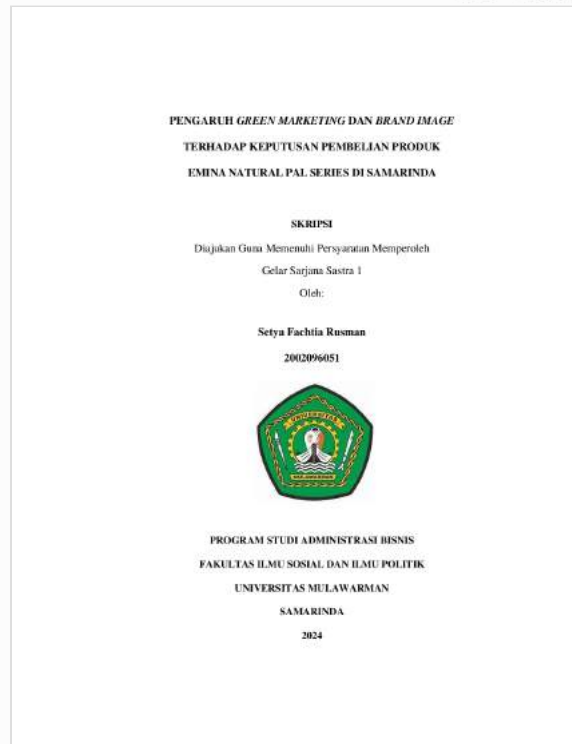 PENGARUH GREEN MARKETING DAN BRAND IMAGE
TERHADAP KEPUTUSAN PEMBELIAN PRODUK
EMINA NATURAL PAL SERIES DI SAMARINDA
SKRIPSI
Diajukan Guna Memenuhi Persyaratan Memperoleh
Gelar Sarjana Sastra 1
Oleh:
Setya Fachtia Rusman
2002096051
UNIVERSITAS
MULAWARMAN
PROGRAM STUDI ADMINISTRASI BISNIS
FAKULTAS ILMU SOSIAL DAN ILMU POLITIK
UNIVERSITAS MULAWARMAN
SAMARINDA
2024